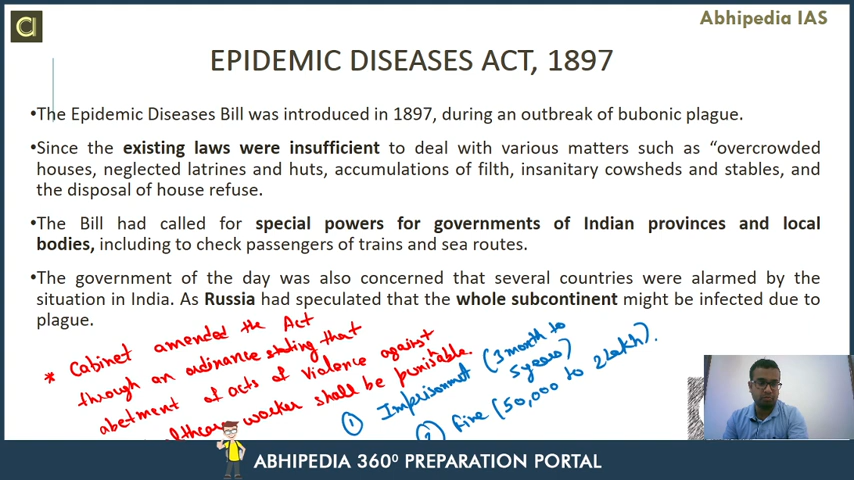 Abhipedia IAS
EPIDEMIC DISEASES ACT, 1897
•The Epidemic Diseases Bill was introduced in 1897, during an outbreak of bubonic plague.
•Since the existing laws were insufficient to deal with various matters such as “overcrowded
houses, neglected latrines and huts, accumulations of filth, insanitary cowsheds and stables, and
the disposal of house refuse.
•The Bill had called for special powers for governments of Indian provinces and local
bodies, including to check passengers of trains and sea routes.
•The government of the day was also concerned that several countries were alarmed by the
situation in India. As Russia had speculated that the whole subcontinent might be infected due to
plague.
* Cabinet amended the Act
through an ordinance stating that
abetment of acts of violence against
worker shall be punishable.
① Imprisonment (3 month to
5 years)
② Fine (50,000 to 2 lakh).
ABHIPEDIA 360⁰ PREPARATION PORTAL